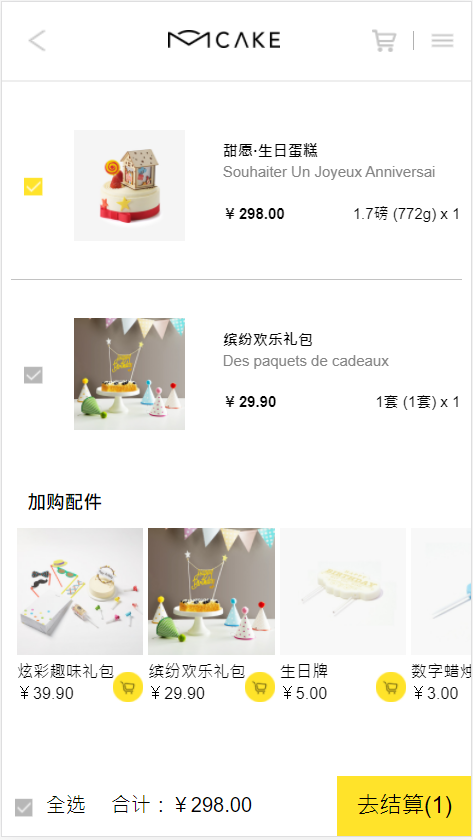 MCAKE
甜愿·生日蛋糕
Souhaiter Un Joyeux Anniversai
￥298.00
1.7磅 (772g) x 1
缤纷欢乐礼包
Des paquets de cadeaux
￥29.90
1套 (1套) x 1
加购配件
炫彩趣味礼包 缤纷欢乐礼包 生日牌 数字蜡烛
￥39.90 ￥29.90 ￥5.00 ￥3.00
全选 合计：￥298.00 去结算(1)